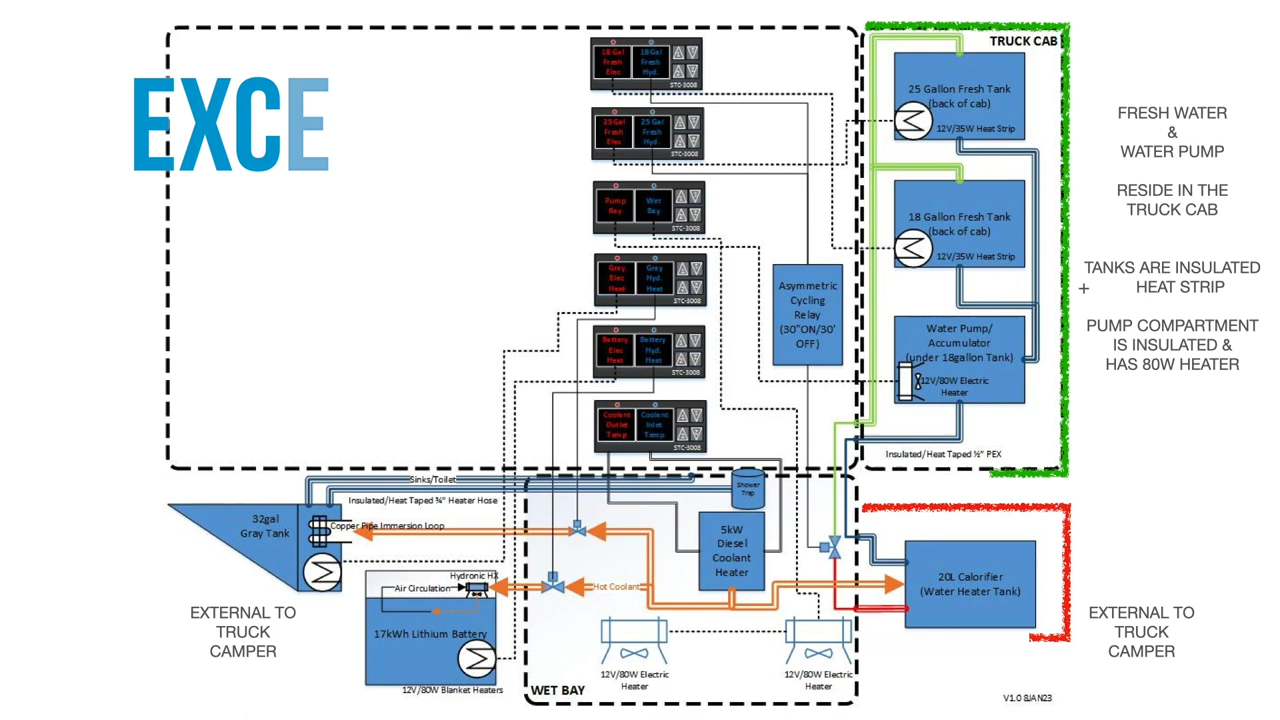 EXCE
18 Gal
Fresh
Elec
18 Gal
Fresh
Hyd.
STC-3008
25 Gal
Fresh
Elec
25 Gal
Fresh
Hyd.
STC-3008
Pump
Bay
Wet
Bay
STC-3008
Grey
Elec
Heat
Grey
Hyd.
Heat
STC-3008
Battery
Elec
Heat
Battery
Hyd.
Heat
STC-3008
Coolant
Outlet
Temp
Coolant
Inlet
Temp
STC-3008
Asymmetric
Cycling
Relay
(30"ON/30'
OFF)
TRUCK CAB
25 Gallon Fresh Tank
(back of cab)
12V/35W Heat Strip
18 Gallon Fresh Tank
(back of cab)
12V/35W Heat Strip
Water Pump/
Accumulator
(under 18gallon Tank)
12V/80W Electric
Heater
Insulated/Heat Taped ½" PEX
FRESH WATER
&
WATER PUMP
RESIDE IN THE
TRUCK CAB
TANKS ARE INSULATED
+ HEAT STRIP
PUMP COMPARTMENT
IS INSULATED &
HAS 80W HEATER
Sinks/Toilet
Insulated/Heat Taped ¾" Heater Hose
Shower
Trap
32gal
Gray Tank
Copper Pipe Immersion Loop
5kW
Diesel
Coolant
Heater
Hot Coolant
20L Calorifier
(Water Heater Tank)
Hydronic HX
Air Circulation
17kWh Lithium Battery
12V/80W Blanket Heaters
EXTERNAL TO
TRUCK
CAMPER
12V/80W Electric
Heater
12V/80W Electric
Heater
WET BAY
EXTERNAL TO
TRUCK
CAMPER
V1.0 8JAN23